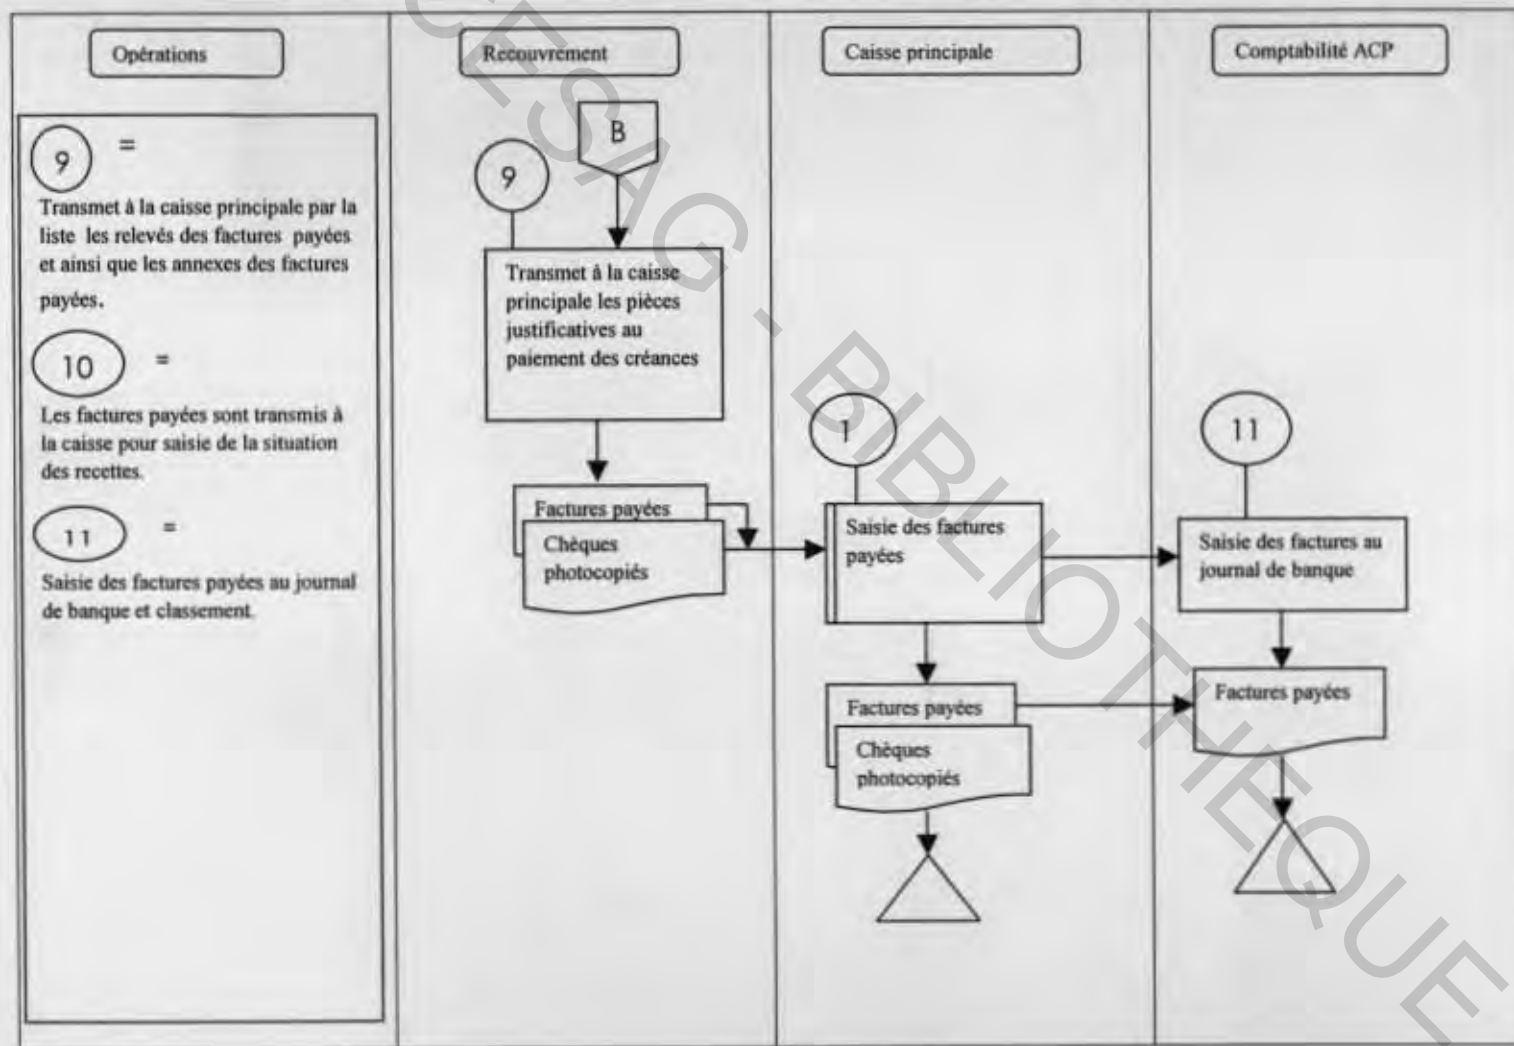 Opérations
Recouvrement
Caisse principale
Comptabilité ACP
9 =
Transmet à la caisse principale par la
liste les relevés des factures payées
et ainsi que les annexes des factures
payées.
10 =
Les factures payées sont transmis à
la caisse pour saisie de la situation
des recettes.
11 =
Saisie des factures payées au journal
de banque et classement.
B
9
Transmet à la caisse
principale les pièces
justificatives au
paiement des créances
Factures payées
Chèques
photocopiés
1
Saisie des factures
payées
Factures payées
Chèques
photocopiés
11
Saisie des factures au
journal de banque
Factures payées
CESAG - BIBLIOTHEQUE